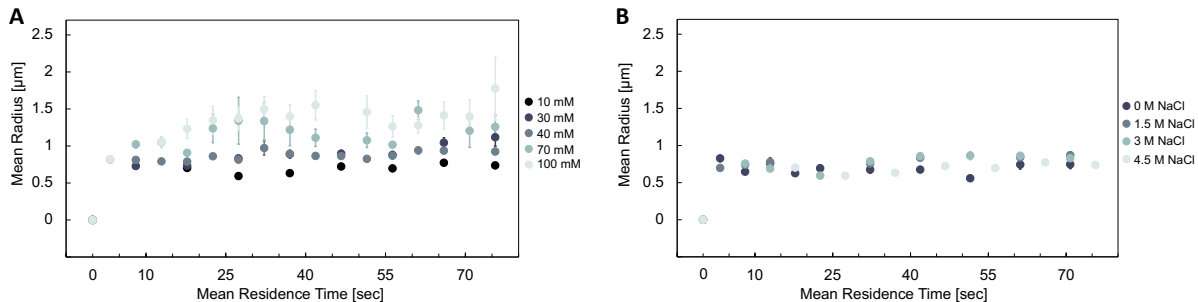 A
Mean Radius [µm]
2.5
2
1.5
1
0.5
0
0
10
25
40
55
70
Mean Residence Time [sec]
10 mM
30 mM
40 mM
70 mM
100 mM
B
Mean Radius [µm]
2.5
2
1.5
1
0.5
0
0
10
25
40
55
70
Mean Residence Time [sec]
0 M NaCl
1.5 M NaCl
3 M NaCl
4.5 M NaCl